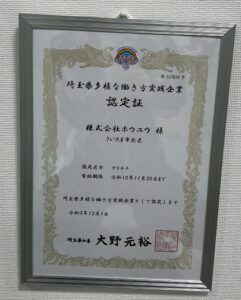 埼玉県多様な働き方実践企業
認定証
株式会社ホウユウ 様
さいたま市北区
認定区分 プラチナ
有効期限 令和10年11月30日まで
埼玉県多様な働き方実践企業として認定します
令和5年12月1日
埼玉県知事 大野元裕